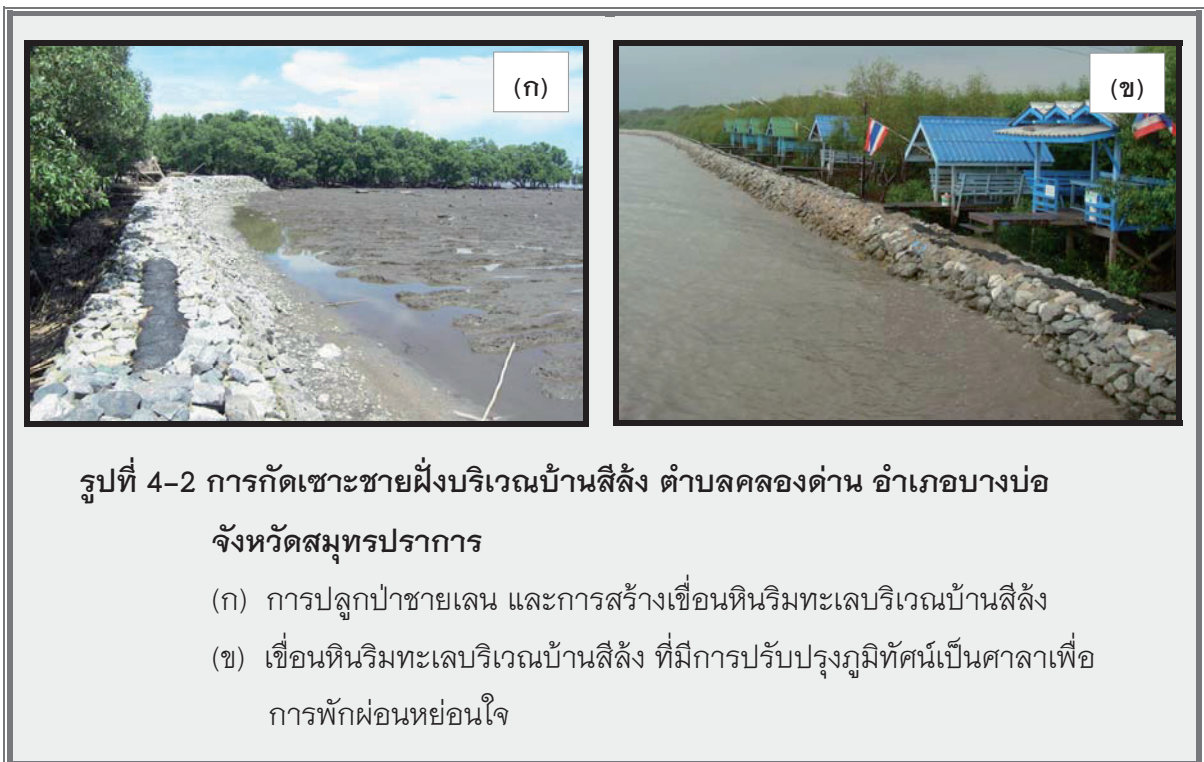 (ก)
(ข)
รูปที่ 4-2 การกัดเซาะชายฝั่งบริเวณบ้านสีล้ง ตำบลคลองด่าน อำเภอบางบ่อ
จังหวัดสมุทรปราการ
(ก) การปลูกป่าชายเลน และการสร้างเขื่อนหินริมทะเลบริเวณบ้านสีล้ง
(ข) เขื่อนหินริมทะเลบริเวณบ้านสีล้ง ที่มีการปรับปรุงภูมิทัศน์เป็นศาลาเพื่อ
การพักผ่อนหย่อนใจ